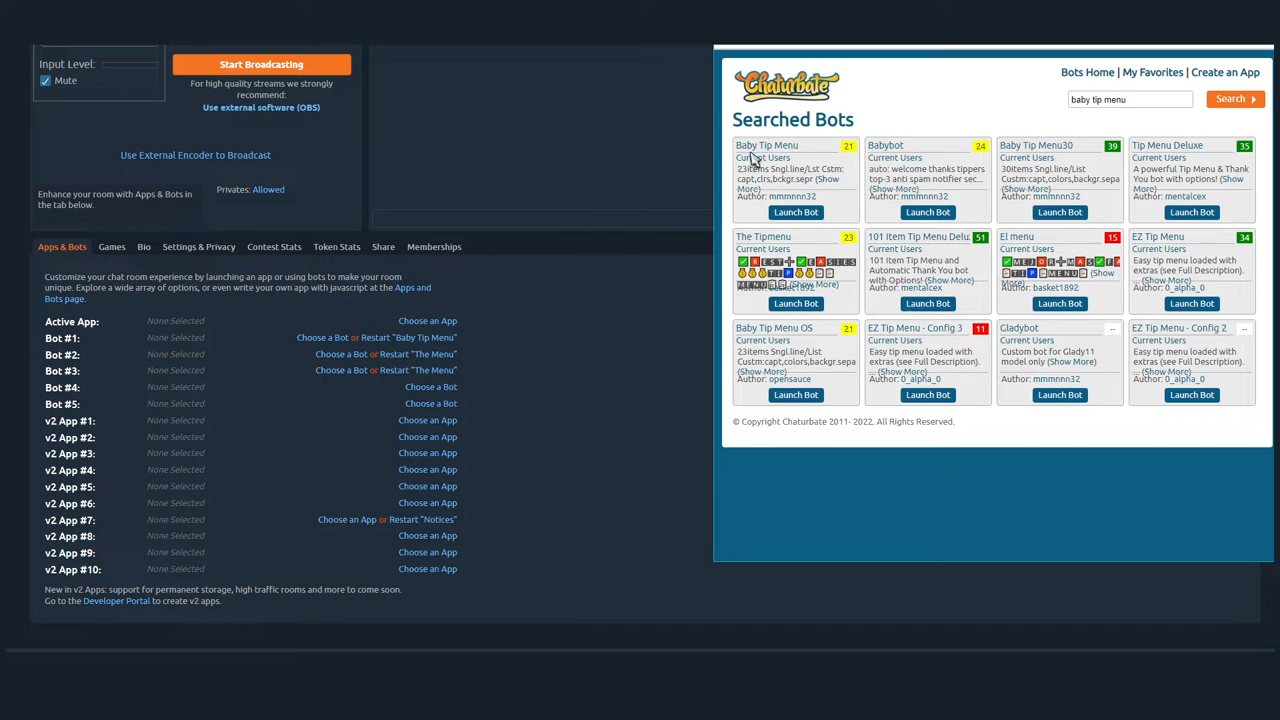 Input Level:
Mute
Start Broadcasting
For high quality streams we strongly
recommend:
Use external software (OBS)
Use External Encoder to Broadcast
Enhance your room with Apps & Bots in
the tab below.
Privates: Allowed
Apps & Bots Games Bio Settings & Privacy Contest Stats Token Stats Share Memberships
Customize your chat room experience by launching an app or using bots to make your room
unique. Explore a wide array of options, or even write your own app with javascript at the Apps and
Bots page.
Active App: None Selected Choose an App
Bot #1: None Selected Choose a Bot or Restart "Baby Tip Menu"
Bot #2: None Selected Choose a Bot or Restart "The Menu"
Bot #3: None Selected Choose a Bot or Restart "The Menu"
Bot #4: None Selected Choose a Bot
Bot #5: None Selected Choose a Bot
v2 App #1: None Selected Choose an App
v2 App #2: None Selected Choose an App
v2 App #3: None Selected Choose an App
v2 App #4: None Selected Choose an App
v2 App #5: None Selected Choose an App
v2 App #6: None Selected Choose an App
v2 App #7: None Selected Choose an App or Restart "Notices"
v2 App #8: None Selected Choose an App
v2 App #9: None Selected Choose an App
v2 App #10: None Selected Choose an App
New in v2 Apps: support for permanent storage, high traffic rooms and more to come soon.
Go to the Developer Portal to create v2 apps.
Chaturbate
Bots Home | My Favorites | Create an App
baby tip menu
Search
Searched Bots
Baby Tip Menu 21
Current Users
23items Sngl.line/Lst Cstm:
capt,clrs,bckgr.sepr (Show
More)
Author: mmmnnn32
Launch Bot
Babybot 24
Current Users
auto: welcome thanks tippers
top-3 anti spam notifier sec...
(Show More)
Author: mmmnnn32
Launch Bot
Baby Tip Menu30 39
Current Users
30items Sngl.line/List
Custm:capt,colors,bckgr.sepa
(Show More)
Author: mmmnnn32
Launch Bot
Tip Menu Deluxe 35
Current Users
A powerful Tip Menu & Thank
You bot with options! (Show
More)
Author: mentalcex
Launch Bot
The Tipmenu 23
Current Users
BEST+EASIES
TIP
MENU (Show More)
Author: basket1892
Launch Bot
101 Item Tip Menu Delu: 51
Current Users
101 Item Tip Menu and
Automatic Thank You bot
with Options! (Show More)
Author: mentalcex
Launch Bot
El menu 15
Current Users
MEJOR+MAS FA
TIP MENU (Show
More)
Author: basket1892
Launch Bot
EZ Tip Menu 34
Current Users
Easy tip menu loaded with
extras (see Full Description).
... (Show More)
Author: 0_alpha_0
Launch Bot
Baby Tip Menu OS 21
Current Users
23items Sngl.line/List
Custm:capt,colors,bckgr.sepa
(Show More)
Author: opensauce
Launch Bot
EZ Tip Menu - Config 3 11
Current Users
Easy tip menu loaded with
extras (see Full Description).
... (Show More)
Author: 0_alpha_0
Launch Bot
Gladybot --
Current Users
Custom bot for Glady11
model only (Show More)
Author: mmmnnn32
Launch Bot
EZ Tip Menu - Config 2 --
Current Users
Easy tip menu loaded with
extras (see Full Description).
... (Show More)
Author: 0_alpha_0
Launch Bot
© Copyright Chaturbate 2011- 2022. All Rights Reserved.